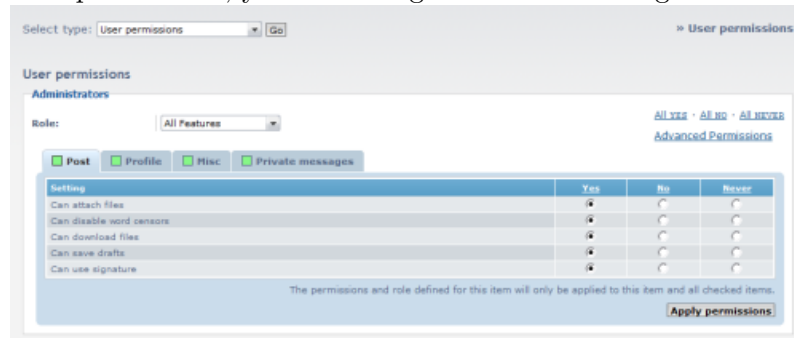 Select type: User permissions Go
» User permissions
User permissions
Administrators
All YES · All NO · All NEVER
Role: All Features
Advanced Permissions
Post Profile Misc Private messages
Setting Yes No Never
Can attach files
Can disable word censors
Can download files
Can save drafts
Can use signature
The permissions and role defined for this item will only be applied to this item and all checked items.
Apply permissions